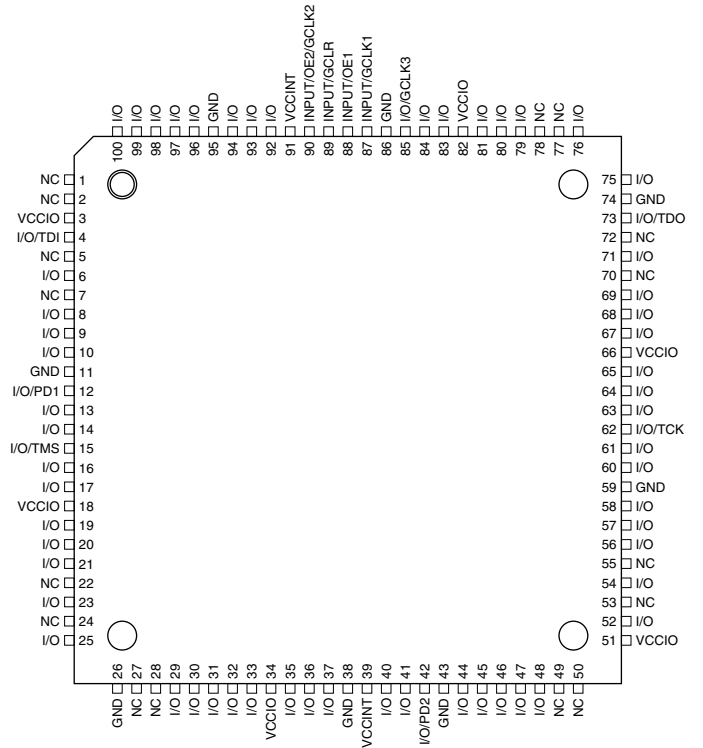 I/O I/O I/O I/O I/O GND I/O I/O I/O VCCINT INPUT/OE2/GCLK2 INPUT/GCLR INPUT/OE1 INPUT/GCLK1 GND I/O/GCLK3 I/O I/O VCCIO I/O I/O I/O NC NC I/O
100 99 98 97 96 95 94 93 92 91 90 89 88 87 86 85 84 83 82 81 80 79 78 77 76
NC 1 75 I/O
NC 2 74 GND
VCCIO 3 73 I/O/TDO
I/O/TDI 4 72 NC
NC 5 71 I/O
I/O 6 70 NC
NC 7 69 I/O
I/O 8 68 I/O
I/O 9 67 I/O
I/O 10 66 VCCIO
GND 11 65 I/O
I/O/PD1 12 64 I/O
I/O 13 63 I/O
I/O 14 62 I/O/TCK
I/O/TMS 15 61 I/O
I/O 16 60 I/O
I/O 17 59 GND
VCCIO 18 58 I/O
I/O 19 57 I/O
I/O 20 56 I/O
I/O 21 55 NC
NC 22 54 I/O
I/O 23 53 NC
NC 24 52 I/O
I/O 25 51 VCCIO
26 27 28 29 30 31 32 33 34 35 36 37 38 39 40 41 42 43 44 45 46 47 48 49 50
GND NC NC I/O I/O I/O I/O I/O VCCIO I/O I/O I/O GND VCCINT I/O I/O I/O/PD2 GND I/O I/O I/O I/O I/O NC NC